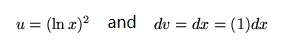 u = (ln x)² and dv = dx = (1)dx